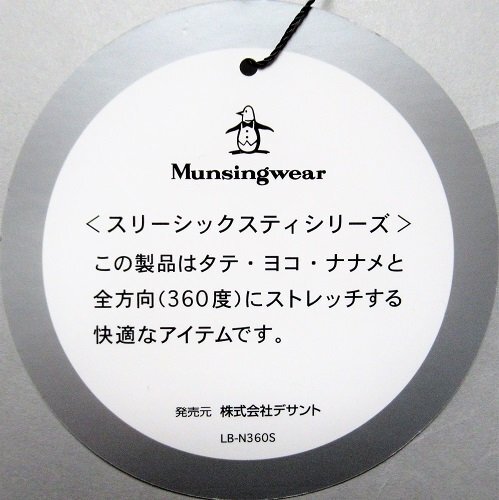 Munsingwear
＜スリーシックスティシリーズ＞
この製品はタテ・ヨコ・ナナメと
全方向(360度)にストレッチする
快適なアイテムです。
発売元 株式会社デサント
LB-N360S